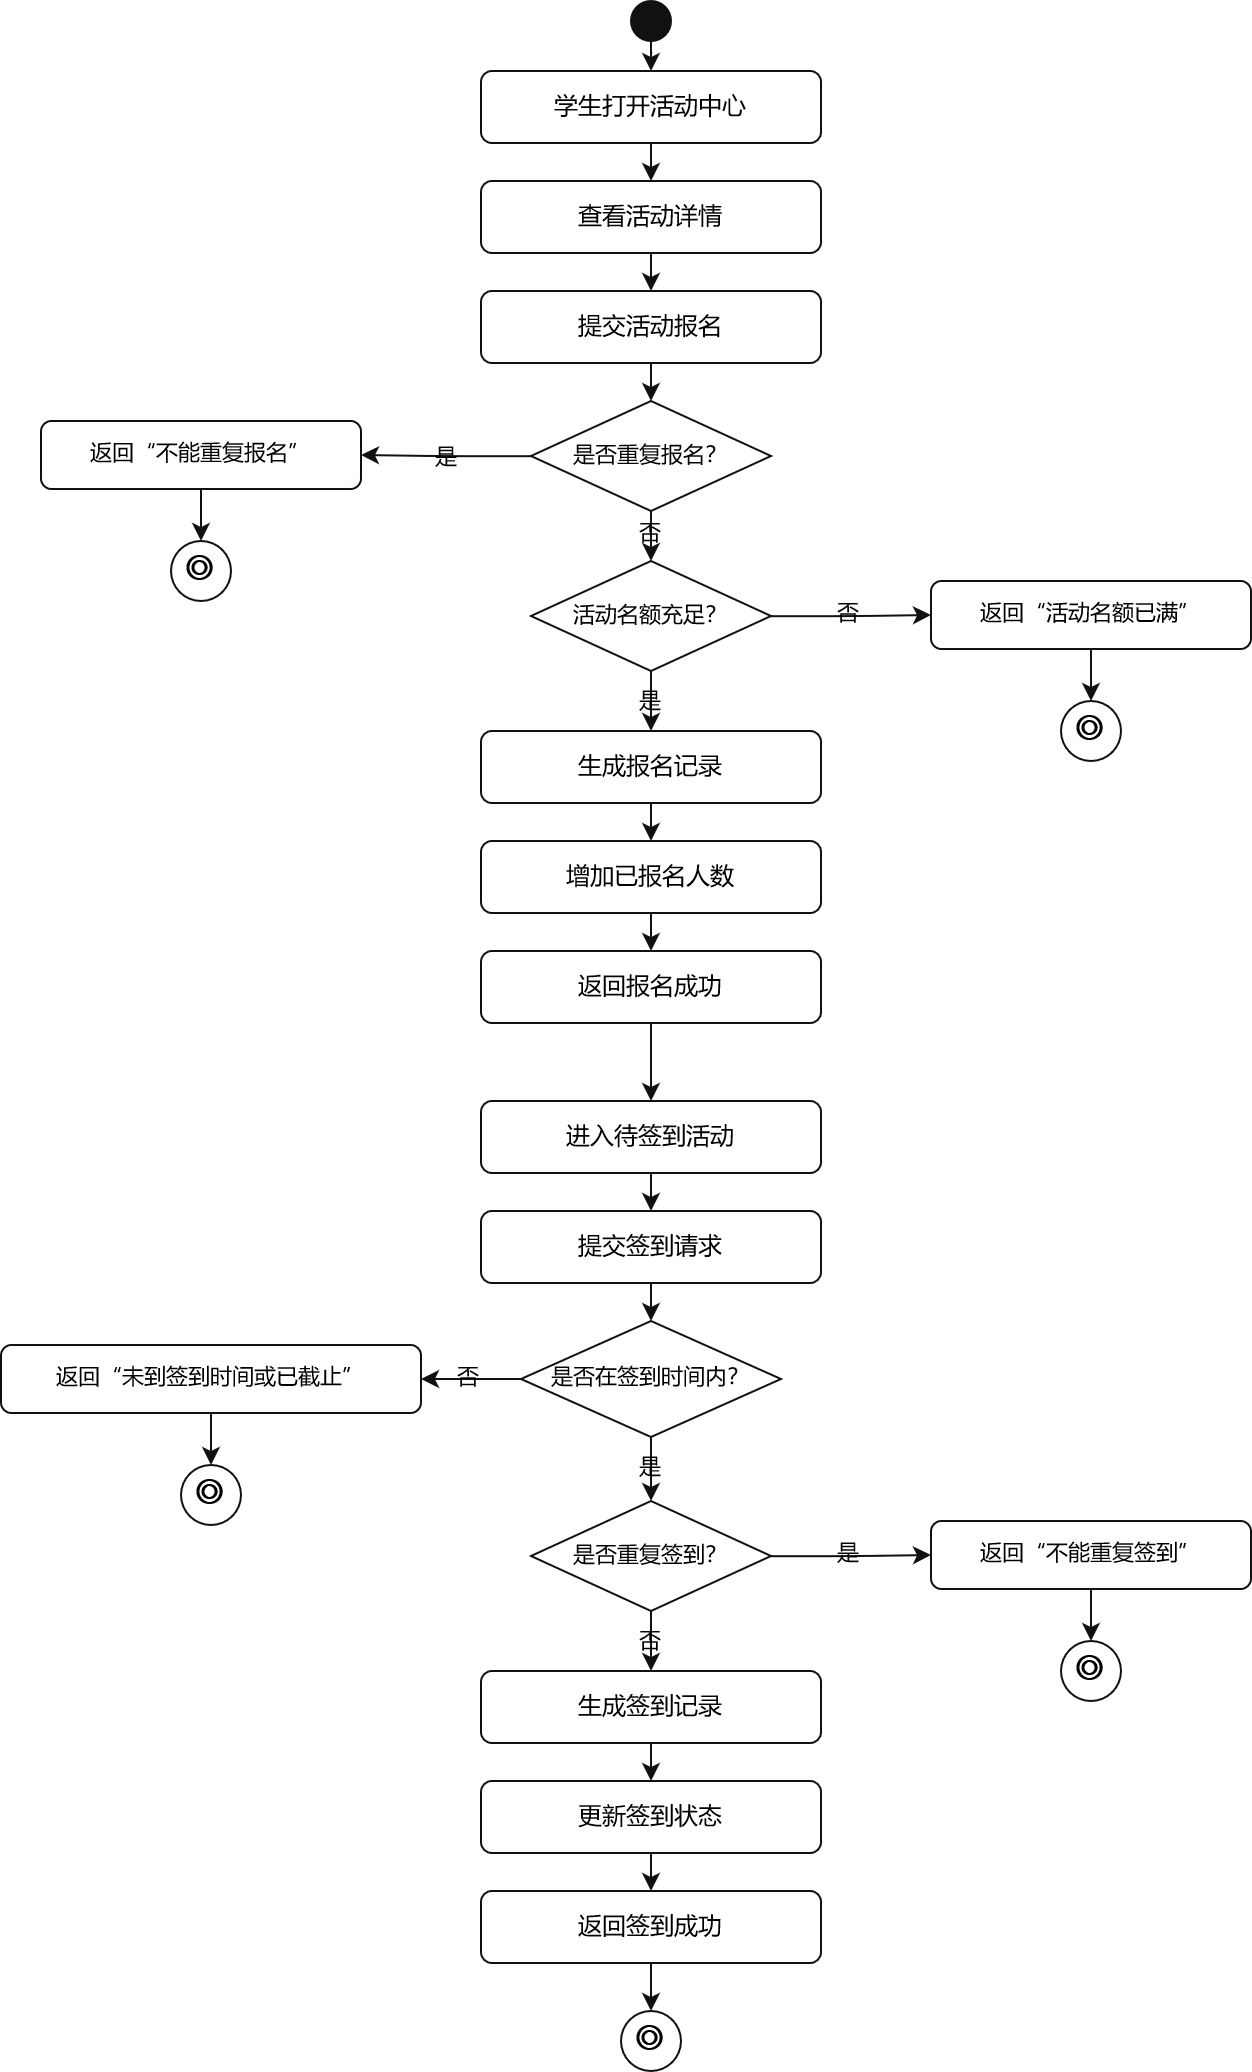 学生打开活动中心
查看活动详情
提交活动报名
是否重复报名？
是
返回“不能重复报名”
否
活动名额充足？
否
返回“活动名额已满”
是
生成报名记录
增加已报名人数
返回报名成功
进入待签到活动
提交签到请求
是否在签到时间内？
否
返回“未到签到时间或已截止”
是
是否重复签到？
是
返回“不能重复签到”
否
生成签到记录
更新签到状态
返回签到成功